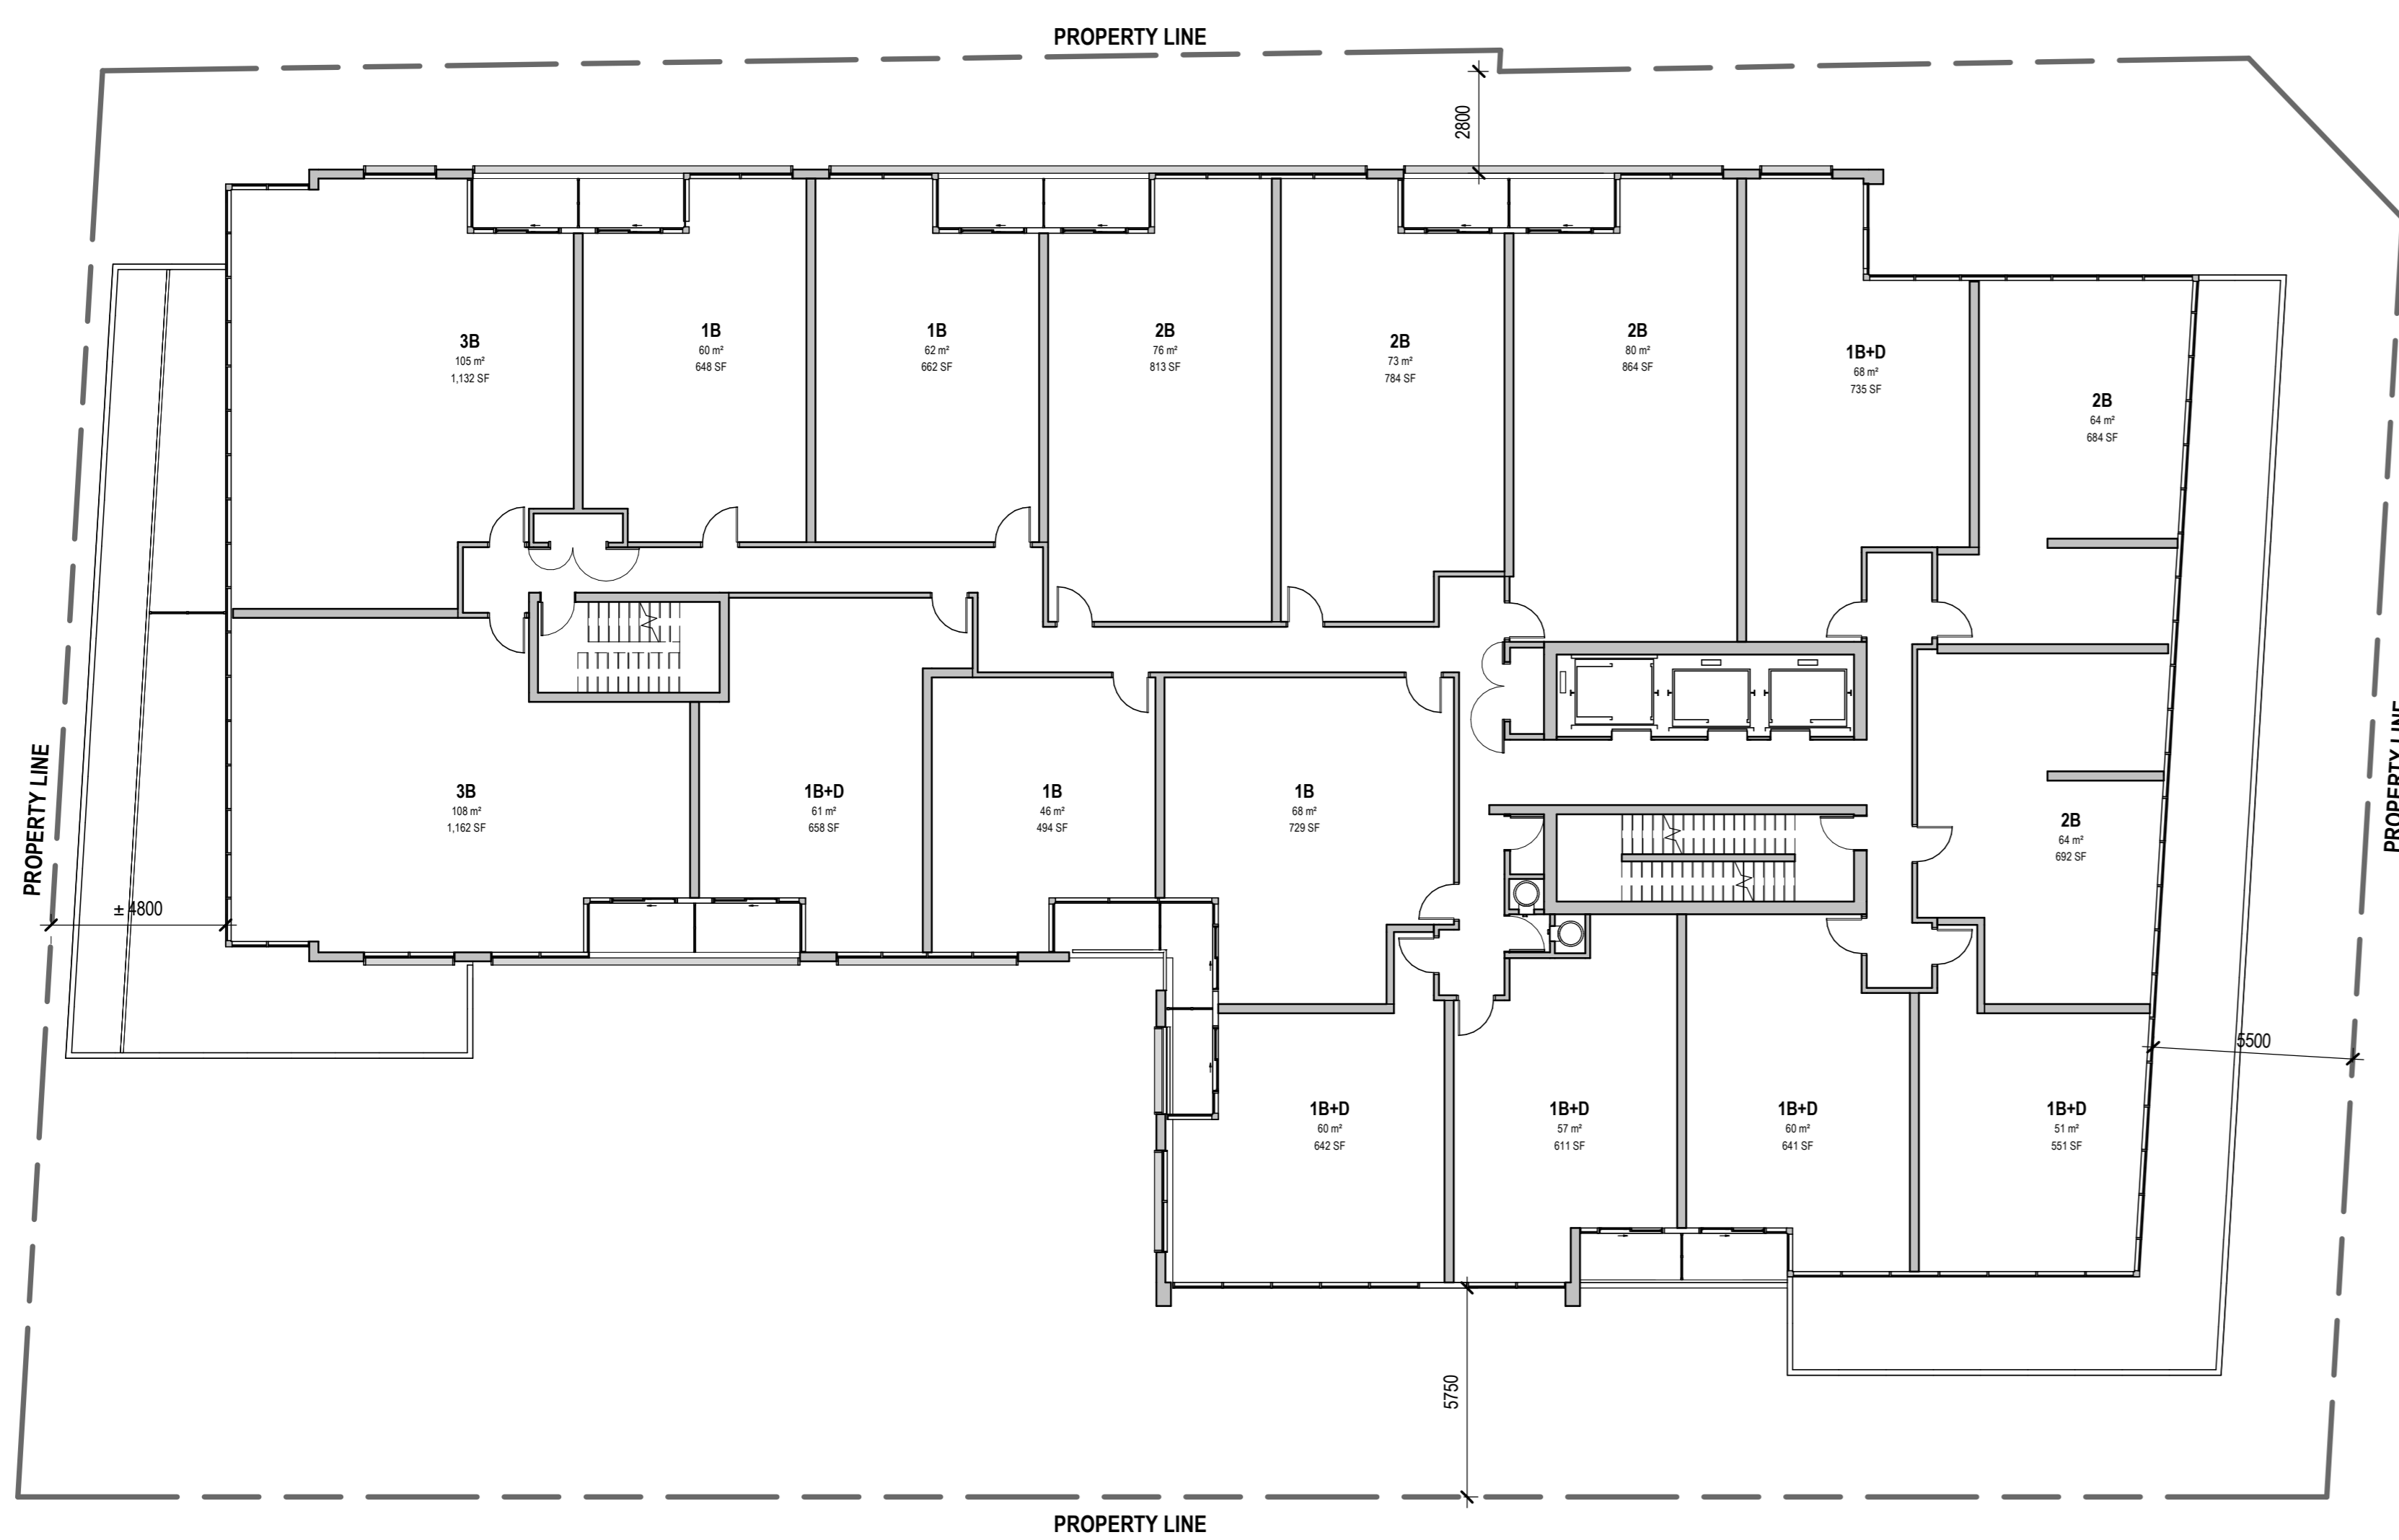 PROPERTY LINE
2800
3B
105 m²
1,132 SF
1B
60 m²
648 SF
1B
62 m²
662 SF
2B
76 m²
813 SF
2B
73 m²
784 SF
2B
80 m²
864 SF
1B+D
68 m²
735 SF
2B
64 m²
684 SF
PROPERTY LINE
3B
108 m²
1,162 SF
1B+D
61 m²
658 SF
1B
46 m²
494 SF
1B
68 m²
729 SF
2B
64 m²
692 SF
PROPERTY LINE
± 4800
5500
1B+D
60 m²
642 SF
1B+D
57 m²
611 SF
1B+D
60 m²
641 SF
1B+D
51 m²
551 SF
5750
PROPERTY LINE